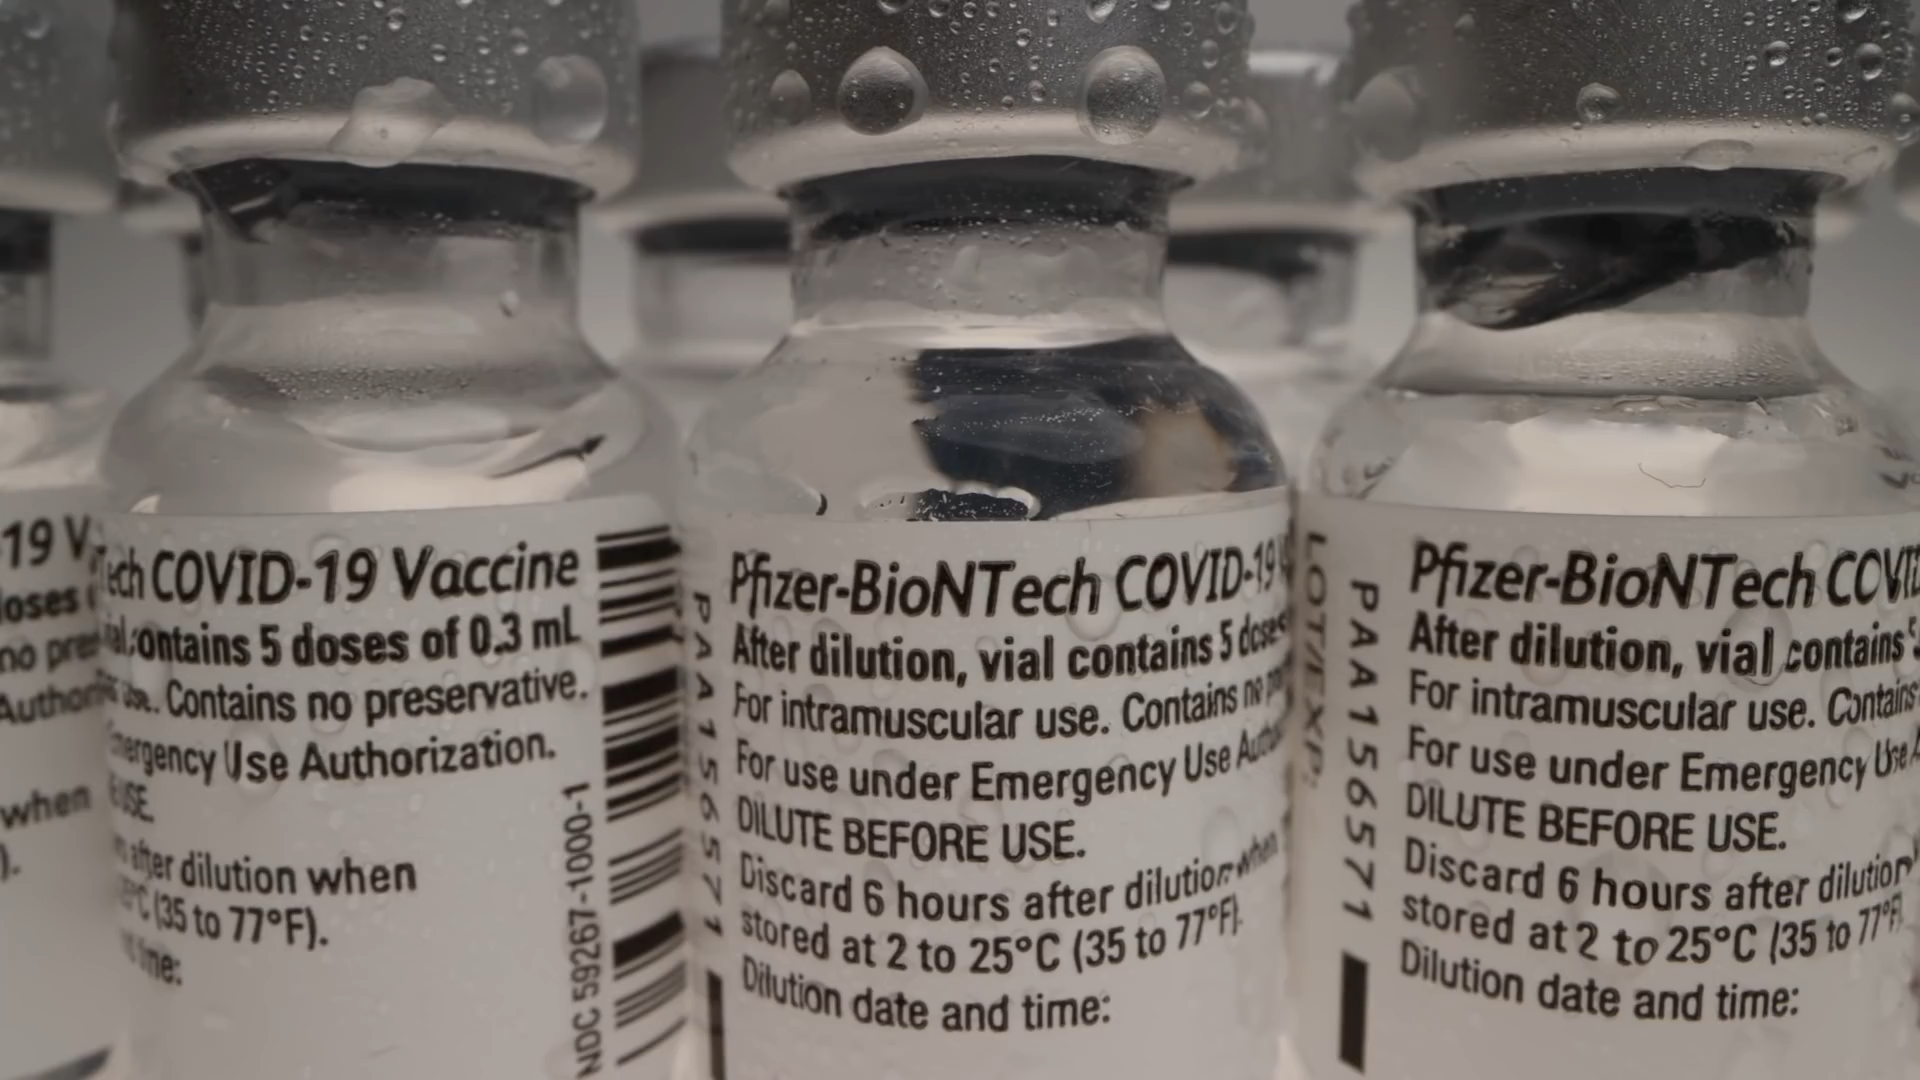 -19 V
doses
no pre
Author
when
).
Tech COVID-19 Vaccine
contains 5 doses of 0.3 mL
use. Contains no preservative.
Emergency Use Authorization.
E USE.
after dilution when
°C (35 to 77°F).
time:
NDC 59267-1000-1
PAA156571
Pfizer-BioNTech COVID-19
After dilution, vial contains 5 doses
For intramuscular use. Contains no
For use under Emergency Use Auth
DILUTE BEFORE USE.
Discard 6 hours after dilution when
stored at 2 to 25°C (35 to 77°F).
Dilution date and time:
LOT/EXP:
PAA156571
Pfizer-BioNTech COVID
After dilution, vial contains 5
For intramuscular use. Contains
For use under Emergency Use A
DILUTE BEFORE USE.
Discard 6 hours after dilution
stored at 2 to 25°C (35 to 77°F)
Dilution date and time: